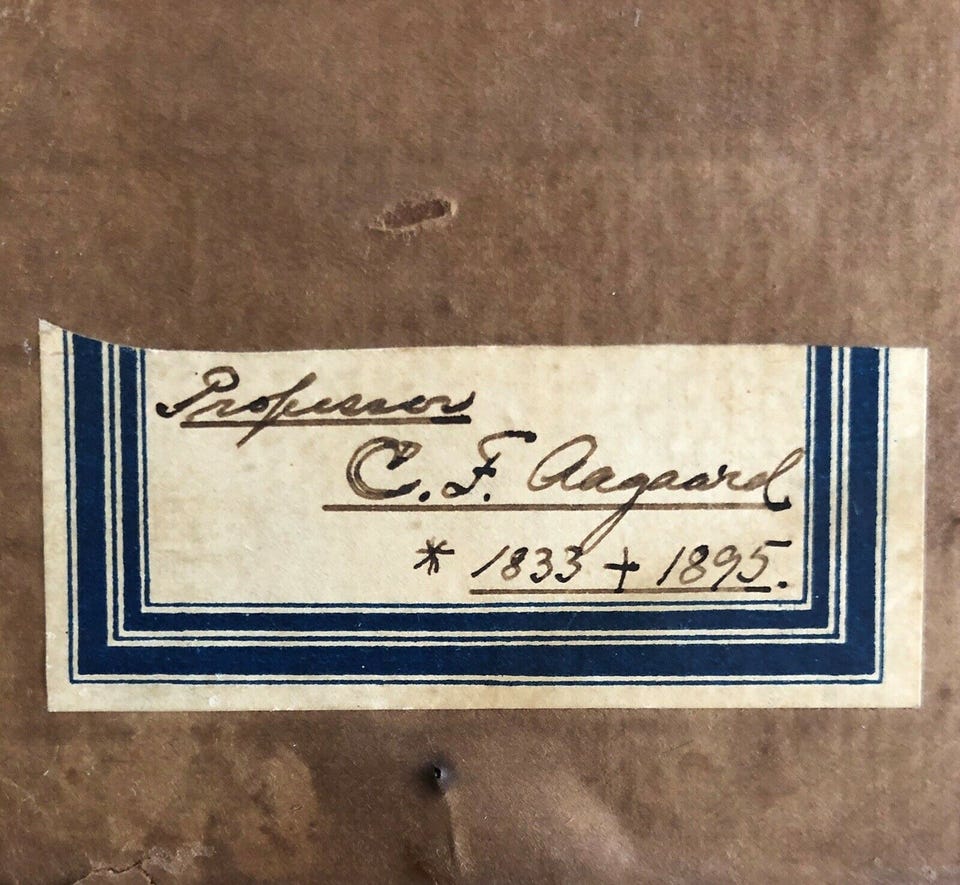 Professor
C. F. Aagaard
* 1833 + 1895.